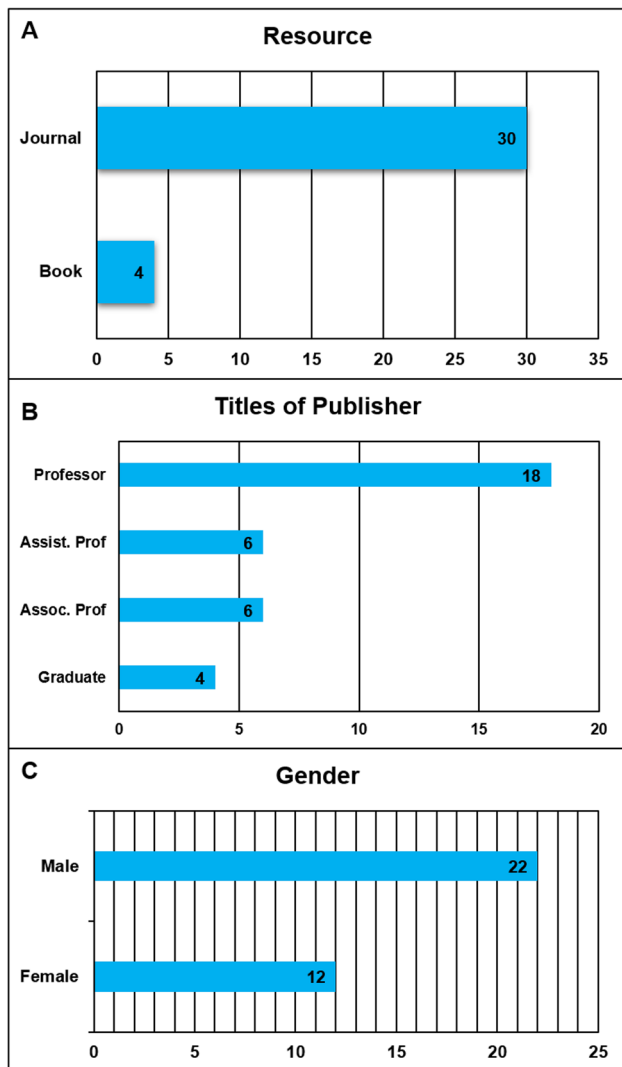 A
Resource
Journal
30
Book
4
0 5 10 15 20 25 30 35
B
Titles of Publisher
Professor
18
Assist. Prof
6
Assoc. Prof
6
Graduate
4
0 5 10 15 20
C
Gender
Male
22
Female
12
0 5 10 15 20 25